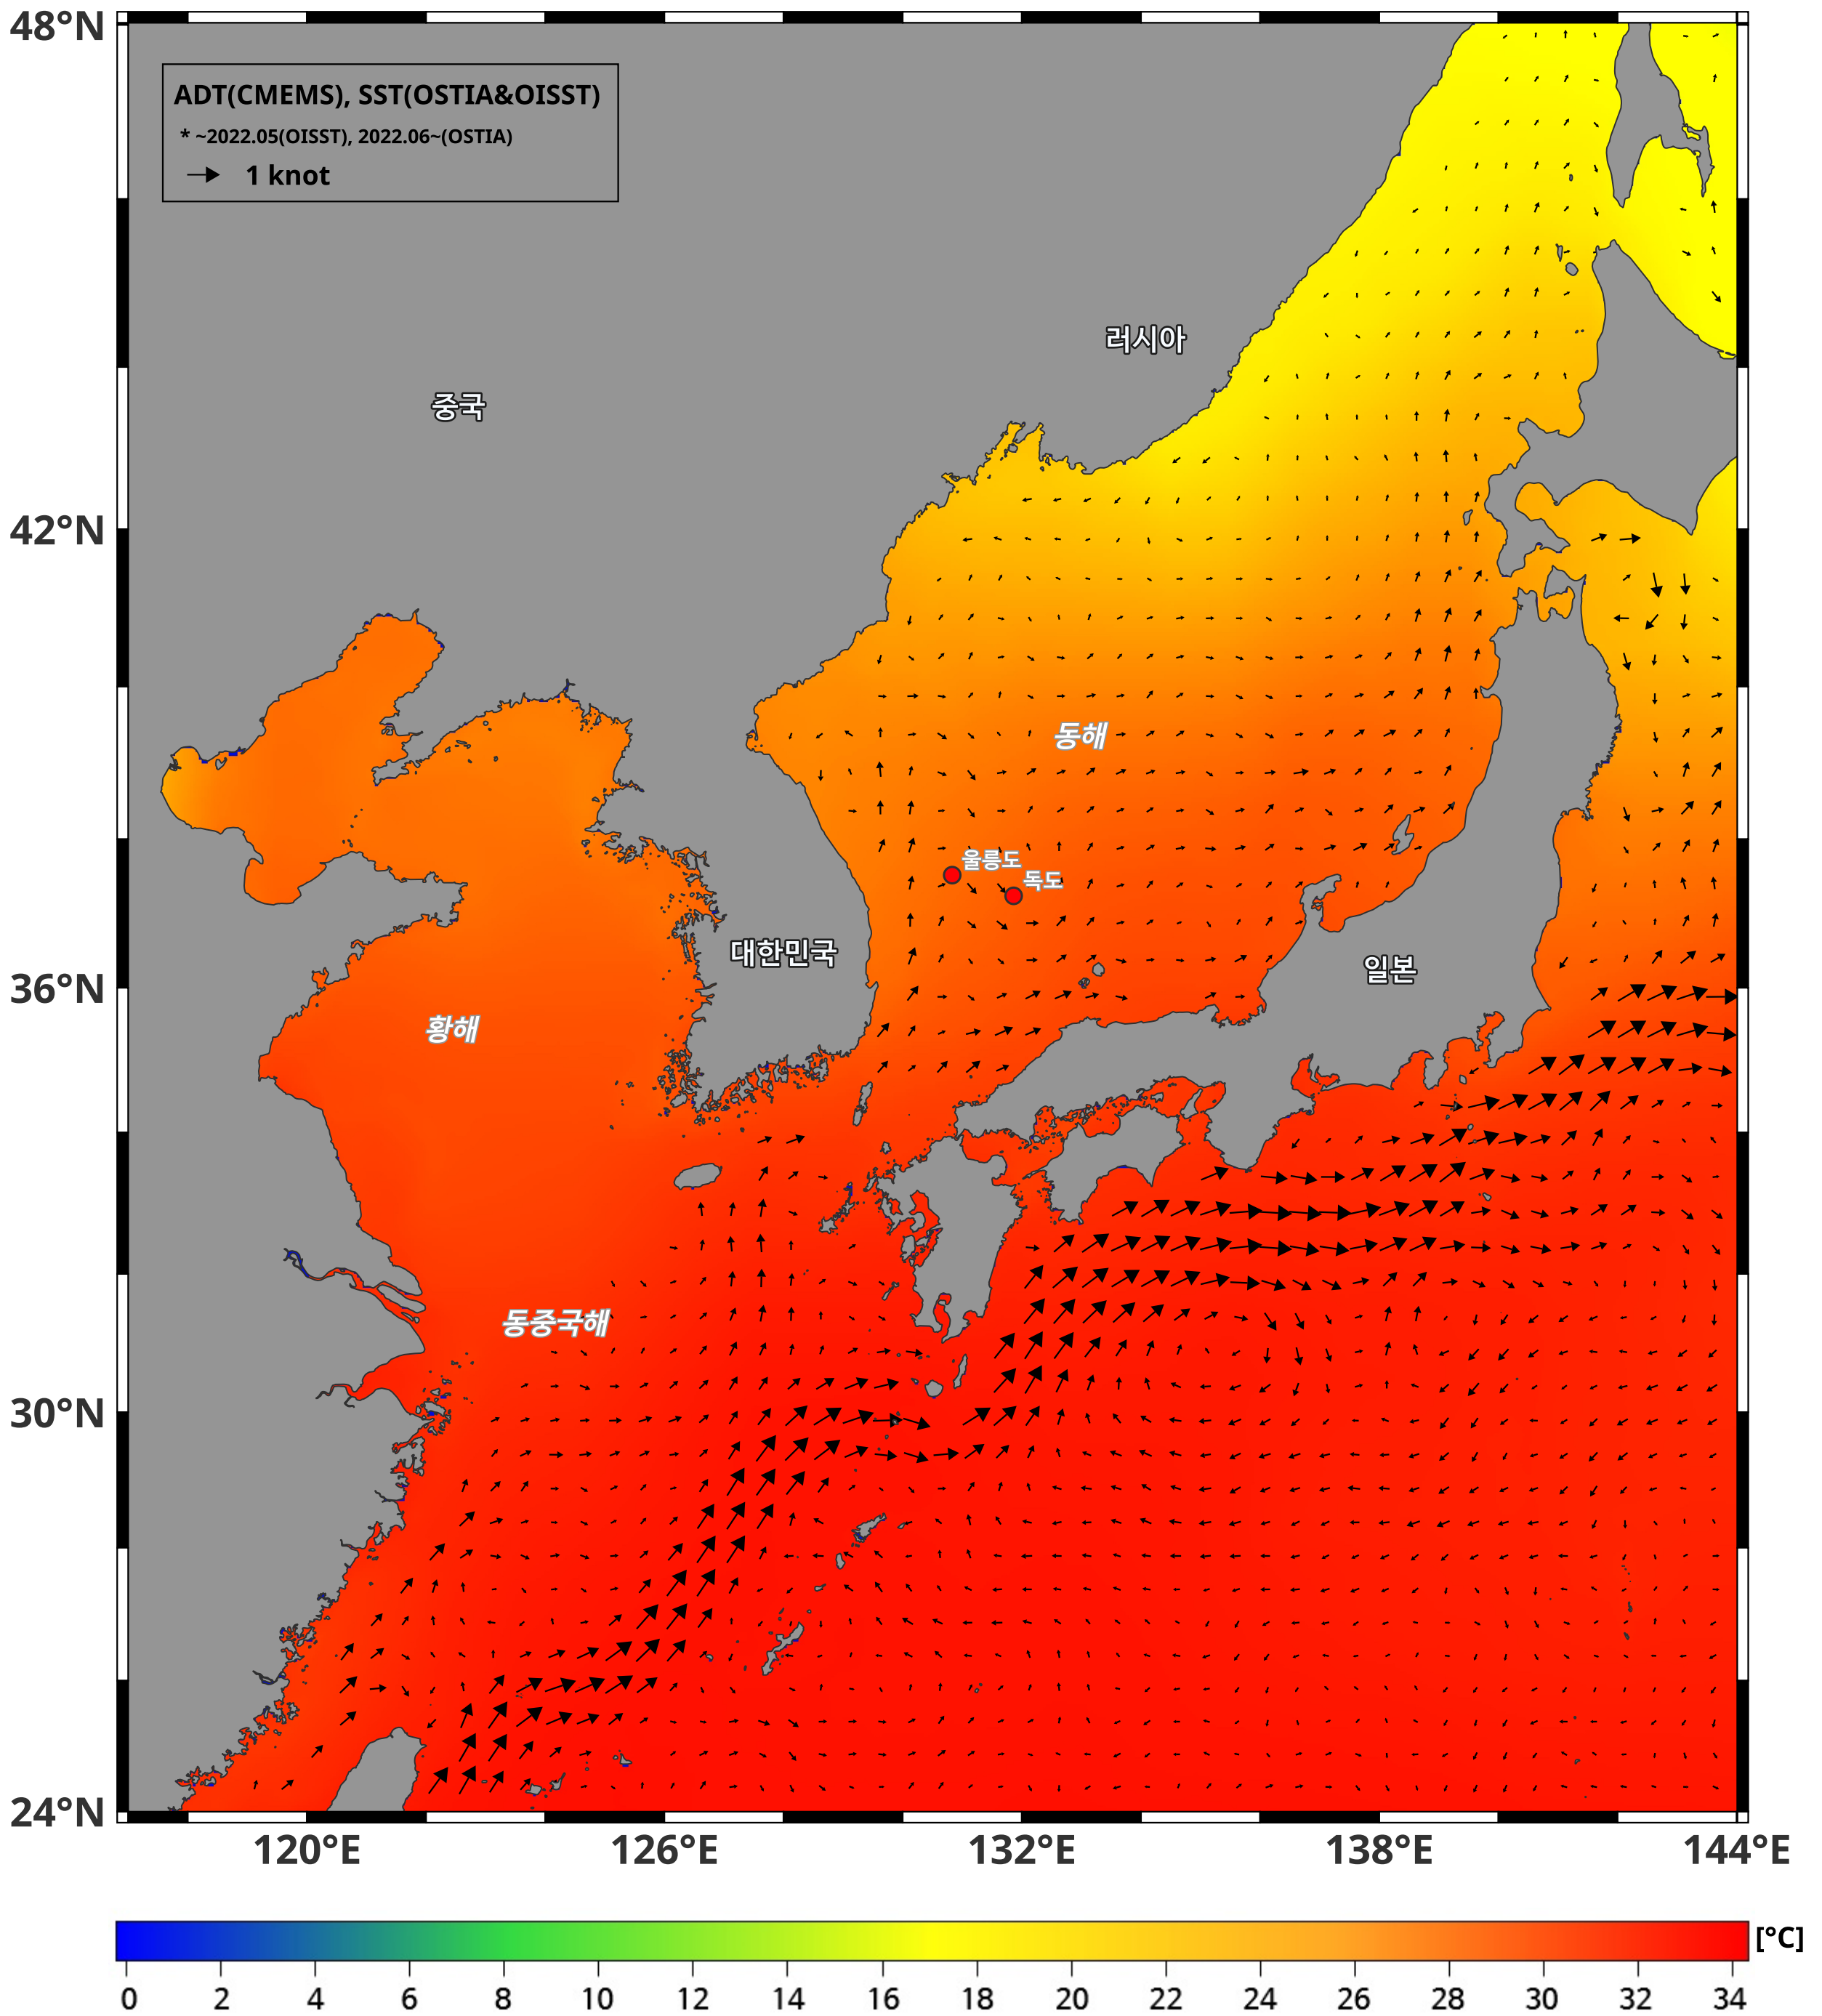 48°N
ADT(CMEMS), SST(OSTIA&OISST)
* ~2022.05(OISST), 2022.06~(OSTIA)
1 knot
러시아
중국
42°N
동해
울릉도
독도
대한민국
일본
36°N
황해
동중국해
30°N
24°N
120°E 126°E 132°E 138°E 144°E
[°C]
0 2 4 6 8 10 12 14 16 18 20 22 24 26 28 30 32 34